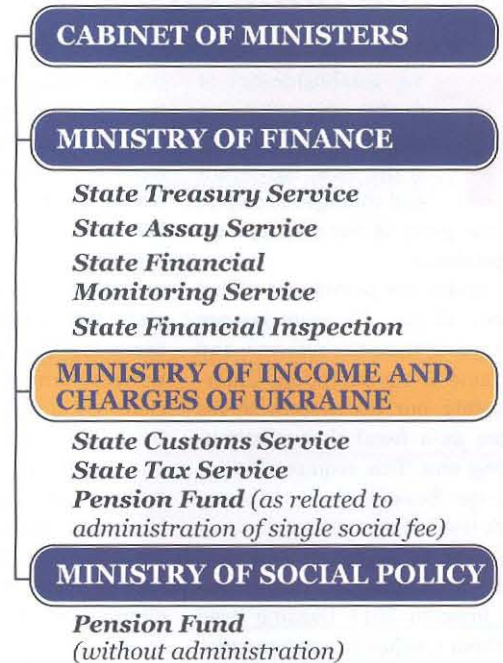 CABINET OF MINISTERS
MINISTRY OF FINANCE
State Treasury Service
State Assay Service
State Financial
Monitoring Service
State Financial Inspection
MINISTRY OF INCOME AND
CHARGES OF UKRAINE
State Customs Service
State Tax Service
Pension Fund (as related to
administration of single social fee)
MINISTRY OF SOCIAL POLICY
Pension Fund
(without administration)